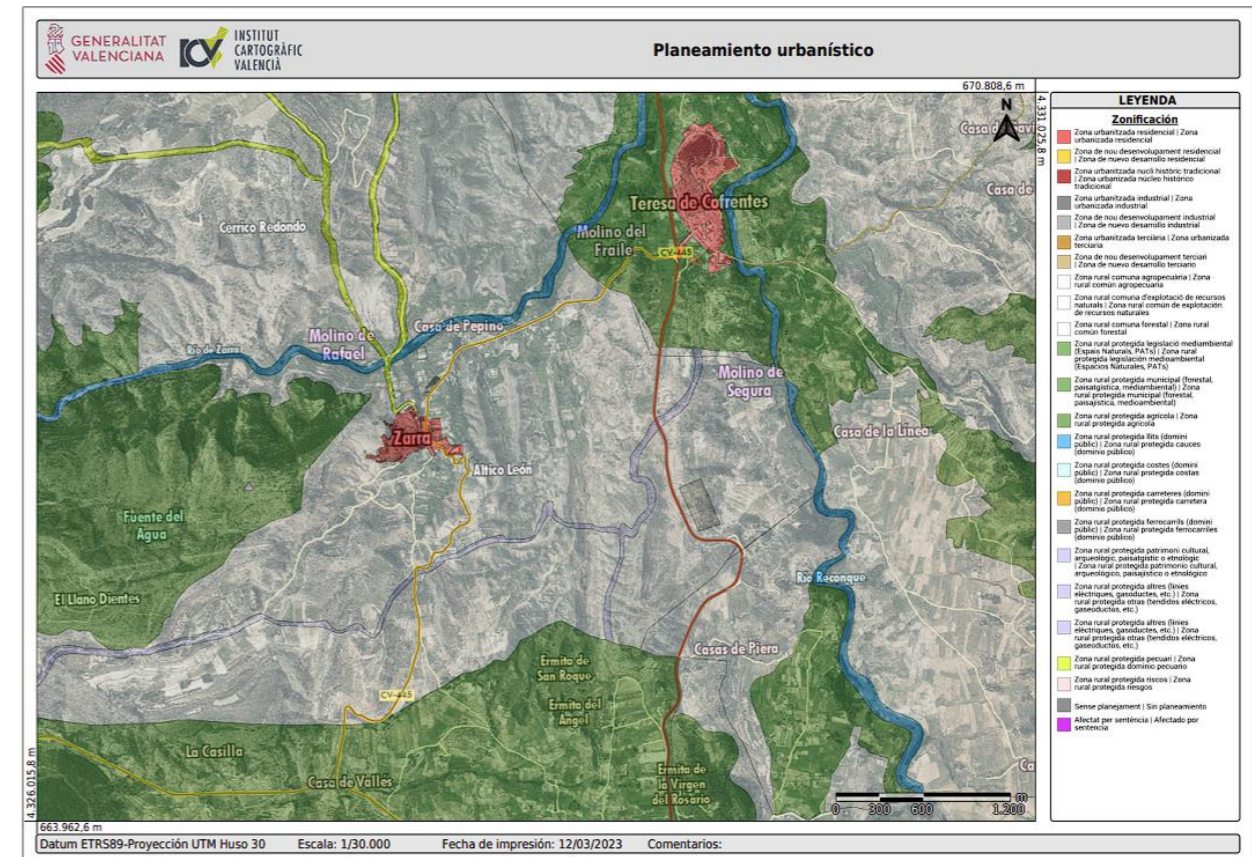 GENERALITAT
VALENCIANA
ICV
INSTITUT
CARTOGRÀFIC
VALENCIÀ
Planeamiento urbanístico
670.808,6 m
4.331.025,8 m
N
Casa de
Teresa de Cofrentes
Cerrico Redondo
Molino del
Fraile
CV-445
Casa de Pepino
Molino de
Rafael
Río de Zarra
Molino de
Segura
Zarra
Casa de la Línea
Altico León
Fuente del
Agua
El Llano Dientes
Río Reconque
Casas de Piera
Ermita de
San Roque
Ermita del
Ángel
CV-445
La Casilla
Casa de Valles
Ermita de
la Virgen
del Rosario
0 300 600 1.200 m
4.326.015,8 m
663.962,6 m
LEYENDA
Zonificación
Zona urbanitzada residencial | Zona
urbanizada residencial
Zona de nou desenvolupament residencial
| Zona de nuevo desarrollo residencial
Zona urbanitzada nucli històric tradicional
| Zona urbanizada núcleo histórico
tradicional
Zona urbanitzada industrial | Zona
urbanizada industrial
Zona de nou desenvolupament industrial
| Zona de nuevo desarrollo industrial
Zona urbanitzada terciària | Zona urbanizada
terciaria
Zona de nou desenvolupament terciari
| Zona de nuevo desarrollo terciario
Zona rural comuna agropecuària | Zona
rural común agropecuaria
Zona rural comuna d'explotació de recursos
naturals | Zona rural común de explotación
de recursos naturales
Zona rural comuna forestal | Zona rural
común forestal
Zona rural protegida legislació mediambiental
(Espais Naturals, PATs) | Zona rural
protegida legislación medioambiental
(Espacios Naturales, PATs)
Zona rural protegida municipal (forestal,
paisatgística, mediambiental) | Zona
rural protegida municipal (forestal,
paisajística, medioambiental)
Zona rural protegida agrícola | Zona
rural protegida agrícola
Zona rural protegida llits (domini
públic) | Zona rural protegida cauces
(dominio público)
Zona rural protegida costes (domini
públic) | Zona rural protegida costas
(dominio público)
Zona rural protegida carreteres (domini
públic) | Zona rural protegida carretera
(dominio público)
Zona rural protegida ferrocarrils (domini
públic) | Zona rural protegida ferrocarriles
(dominio público)
Zona rural protegida patrimoni cultural,
arqueològic, paisatgístic o etnològic
| Zona rural protegida patrimonio cultural,
arqueológico, paisajístico o etnológico
Zona rural protegida altres (línies
elèctriques, gasoductes, etc.) | Zona
rural protegida otras (tendidos eléctricos,
gaseoductos, etc.)
Zona rural protegida altres (línies
elèctriques, gasoductes, etc.) | Zona
rural protegida otras (tendidos eléctricos,
gaseoductos, etc.)
Zona rural protegida pecuari | Zona
rural protegida dominio pecuario
Zona rural protegida riscos | Zona
rural protegida riesgos
Sense planejament | Sin planeamiento
Afectat per sentència | Afectado por
sentencia
Datum ETRS89-Proyección UTM Huso 30 Escala: 1/30.000 Fecha de impresión: 12/03/2023 Comentarios: